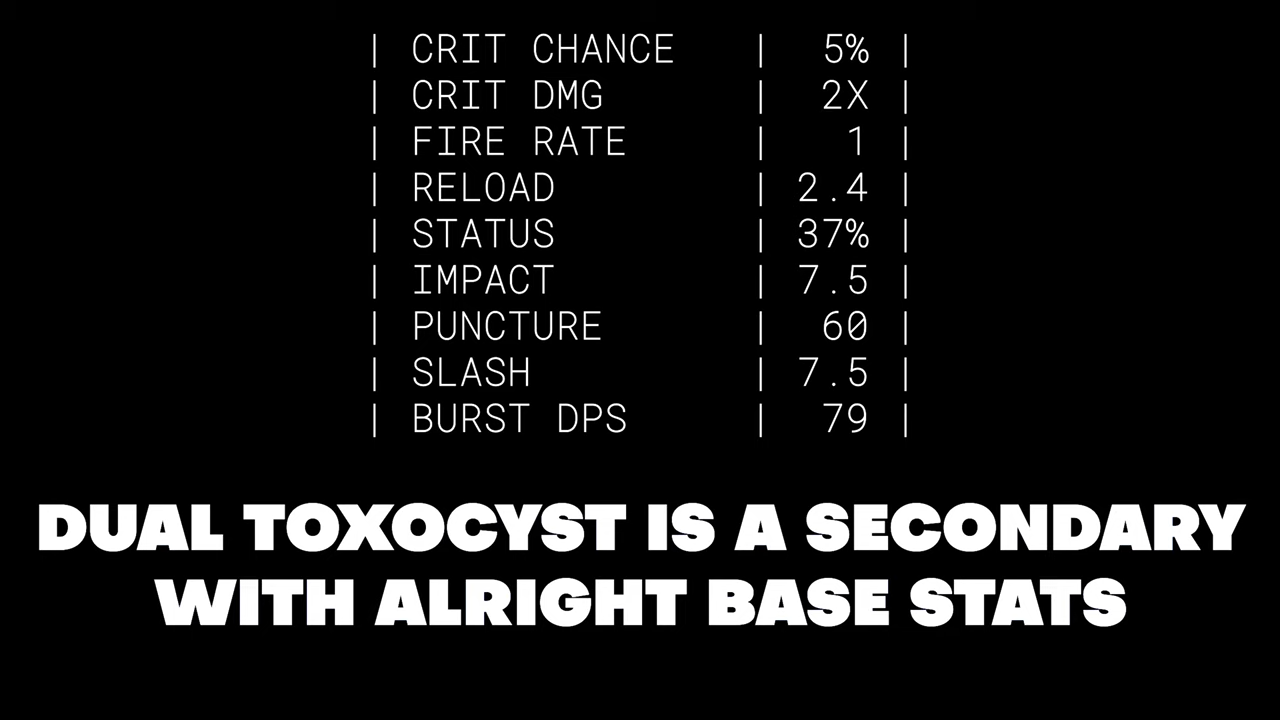 | CRIT CHANCE | 5% |
| CRIT DMG | 2X |
| FIRE RATE | 1 |
| RELOAD | 2.4 |
| STATUS | 37% |
| IMPACT | 7.5 |
| PUNCTURE | 60 |
| SLASH | 7.5 |
| BURST DPS | 79 |
DUAL TOXOCYST IS A SECONDARY
WITH ALRIGHT BASE STATS